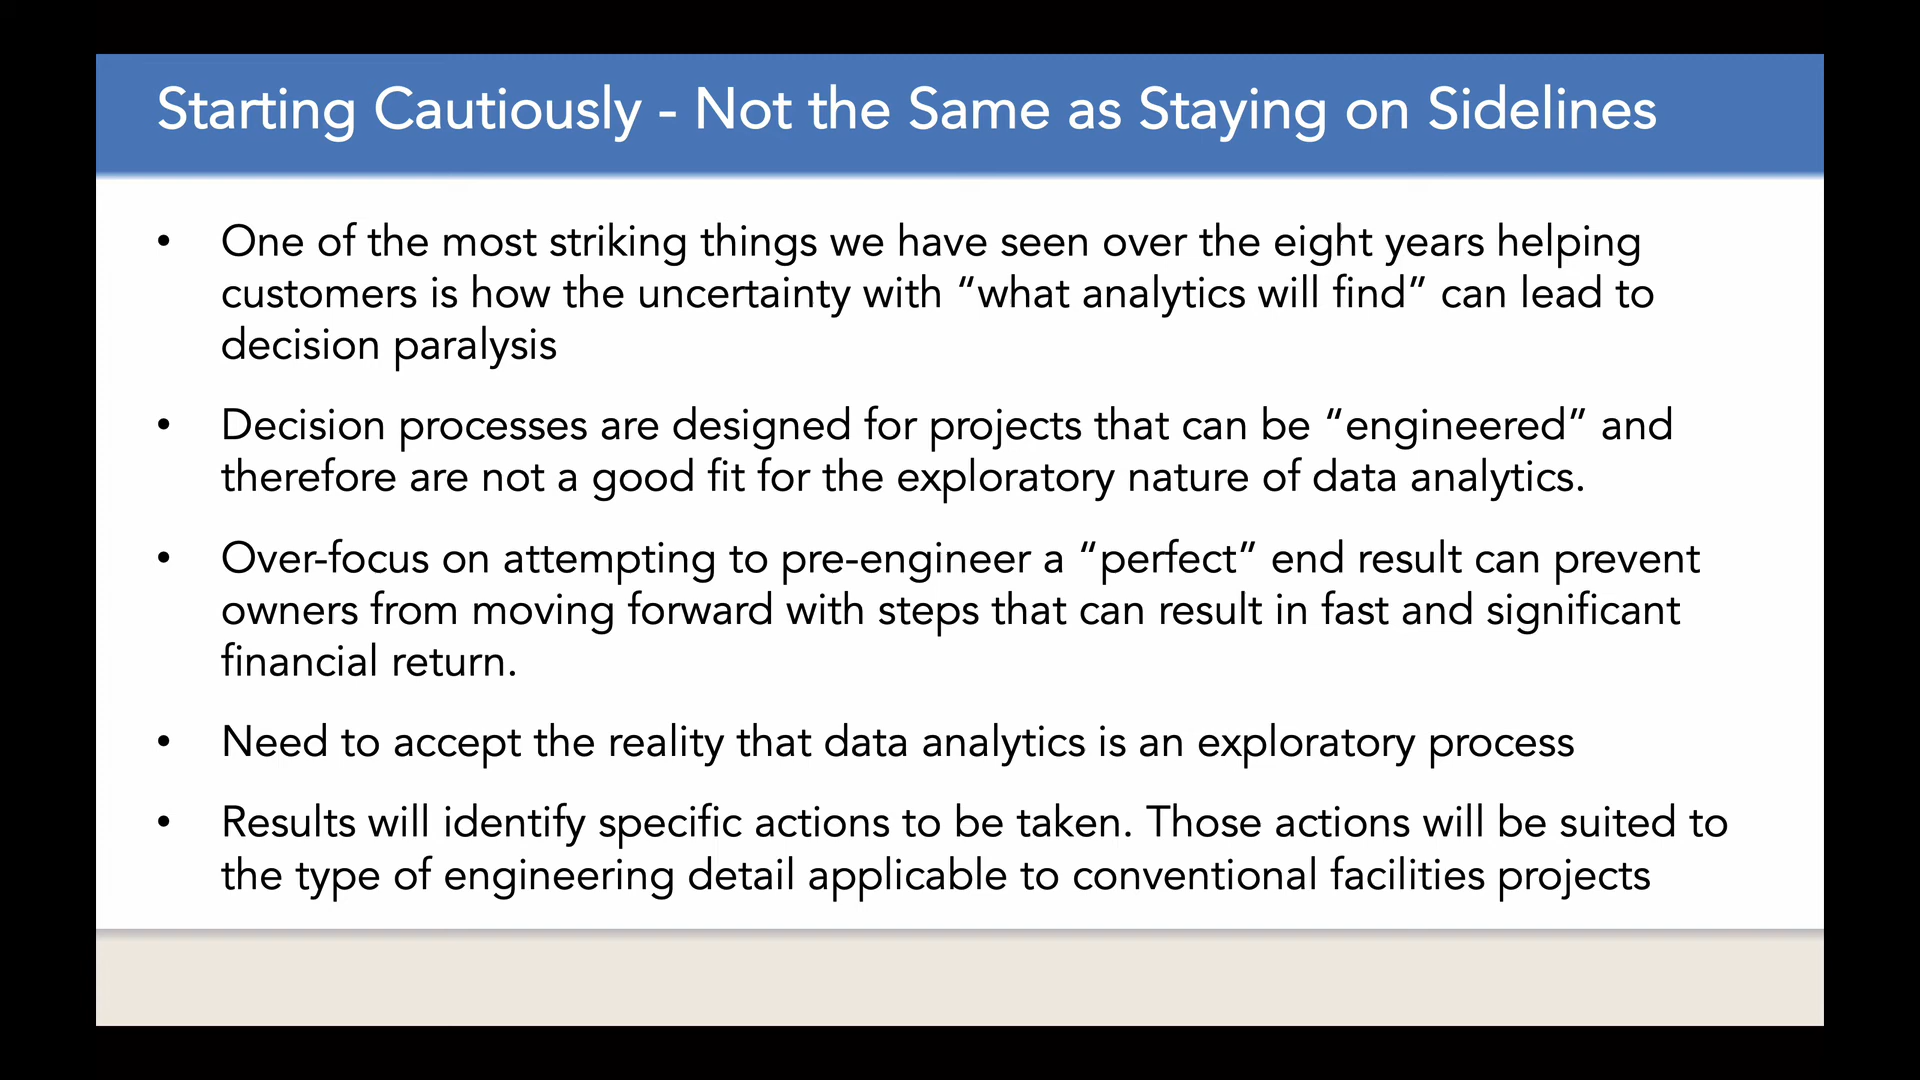 Starting Cautiously - Not the Same as Staying on Sidelines
• One of the most striking things we have seen over the eight years helping
customers is how the uncertainty with “what analytics will find” can lead to
decision paralysis
• Decision processes are designed for projects that can be “engineered” and
therefore are not a good fit for the exploratory nature of data analytics.
• Over-focus on attempting to pre-engineer a “perfect” end result can prevent
owners from moving forward with steps that can result in fast and significant
financial return.
• Need to accept the reality that data analytics is an exploratory process
• Results will identify specific actions to be taken. Those actions will be suited to
the type of engineering detail applicable to conventional facilities projects